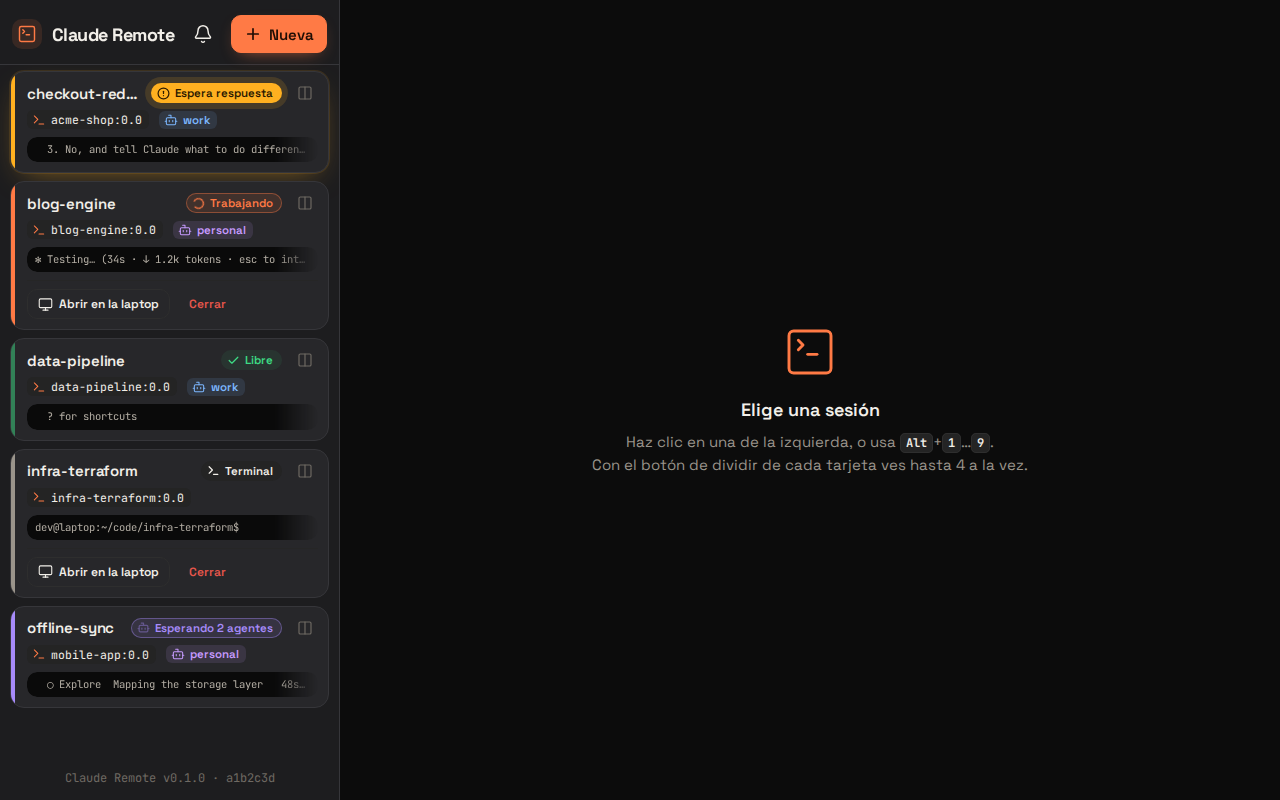 Claude Remote
Nueva
checkout-red…
Espera respuesta
acme-shop:0.0
work
3. No, and tell Claude what to do differen…
blog-engine
Trabajando
blog-engine:0.0
personal
✻ Testing… (34s · ↓ 1.2k tokens · esc to int…
Abrir en la laptop
Cerrar
data-pipeline
Libre
data-pipeline:0.0
work
? for shortcuts
infra-terraform
Terminal
infra-terraform:0.0
dev@laptop:~/code/infra-terraform$
Abrir en la laptop
Cerrar
offline-sync
Esperando 2 agentes
mobile-app:0.0
personal
○ Explore  Mapping the storage layer   48s…
Claude Remote v0.1.0 · a1b2c3d
Elige una sesión
Haz clic en una de la izquierda, o usa Alt+1…9.
Con el botón de dividir de cada tarjeta ves hasta 4 a la vez.